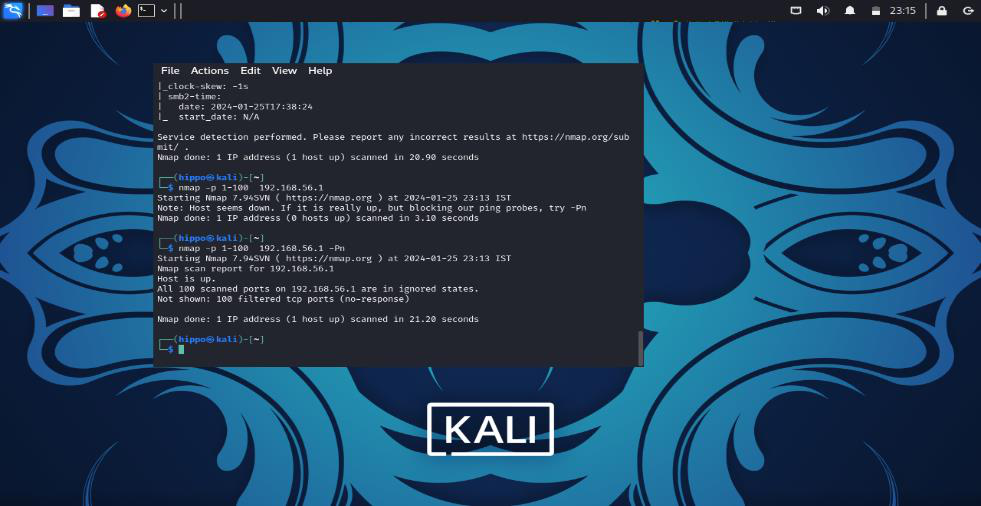 23:15
File Actions Edit View Help
|_clock-skew: -1s
| smb2-time:
|   date: 2024-01-25T17:38:24
|_  start_date: N/A
Service detection performed. Please report any incorrect results at https://nmap.org/sub
mit/ .
Nmap done: 1 IP address (1 host up) scanned in 20.90 seconds
┌──(hippo㉿kali)-[~]
└─$ nmap -p 1-100  192.168.56.1
Starting Nmap 7.94SVN ( https://nmap.org ) at 2024-01-25 23:13 IST
Note: Host seems down. If it is really up, but blocking our ping probes, try -Pn
Nmap done: 1 IP address (0 hosts up) scanned in 3.10 seconds
┌──(hippo㉿kali)-[~]
└─$ nmap -p 1-100  192.168.56.1 -Pn
Starting Nmap 7.94SVN ( https://nmap.org ) at 2024-01-25 23:13 IST
Nmap scan report for 192.168.56.1
Host is up.
All 100 scanned ports on 192.168.56.1 are in ignored states.
Not shown: 100 filtered tcp ports (no-response)
Nmap done: 1 IP address (1 host up) scanned in 21.20 seconds
┌──(hippo㉿kali)-[~]
└─$
KALI